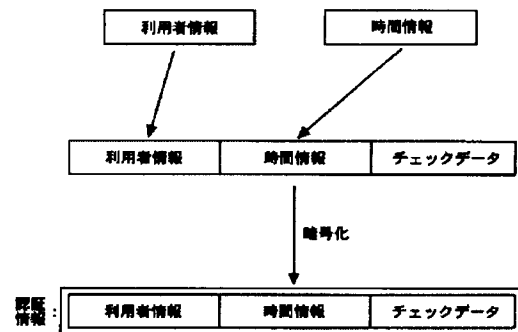 利用者情報
時間情報
利用者情報 時間情報 チェックデータ
暗号化
認証
情報 :
利用者情報 時間情報 チェックデータ